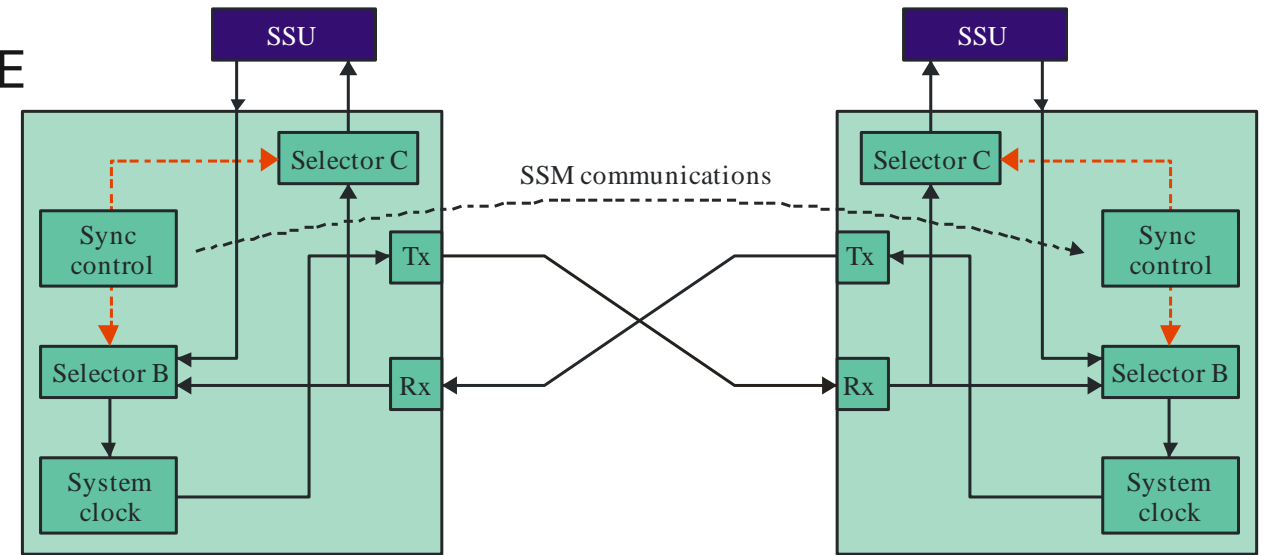 SSU
SSU
E
Selector C
Selector C
SSM communications
Sync
control
Sync
control
Tx
Tx
Selector B
Rx
Rx
Selector B
System
clock
System
clock